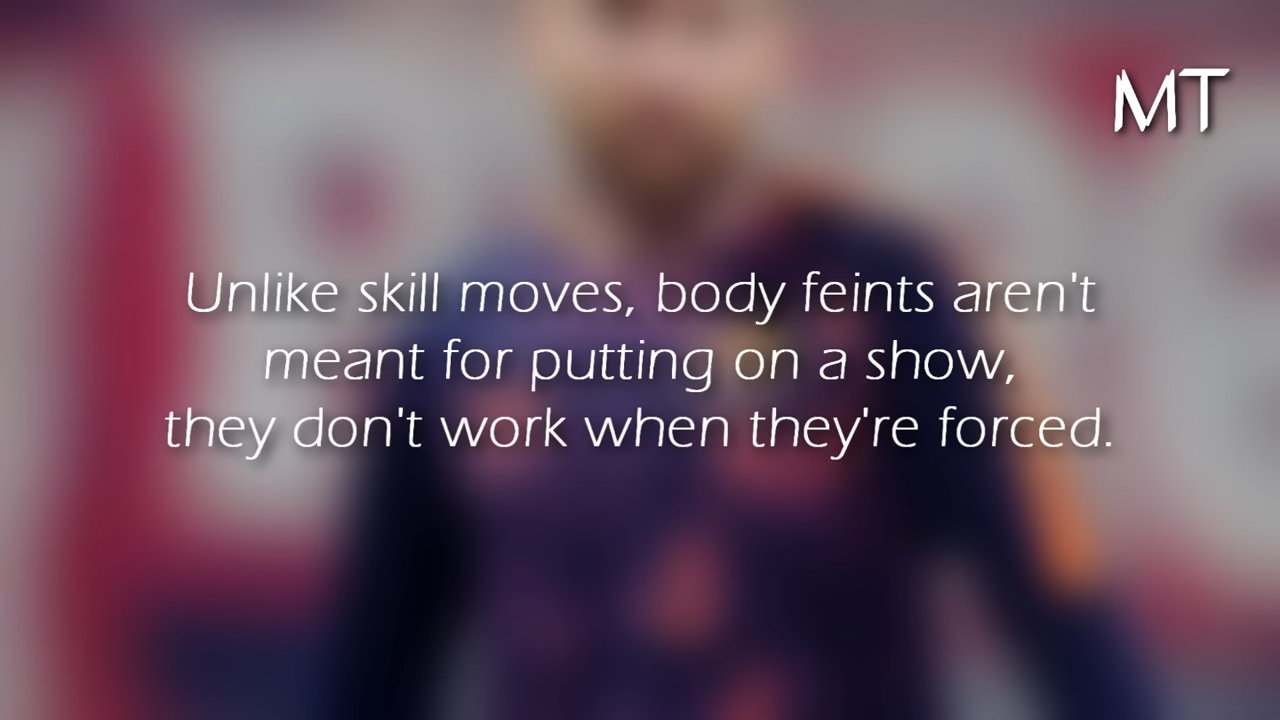 MT
Unlike skill moves, body feints aren't
meant for putting on a show,
they don't work when they're forced.